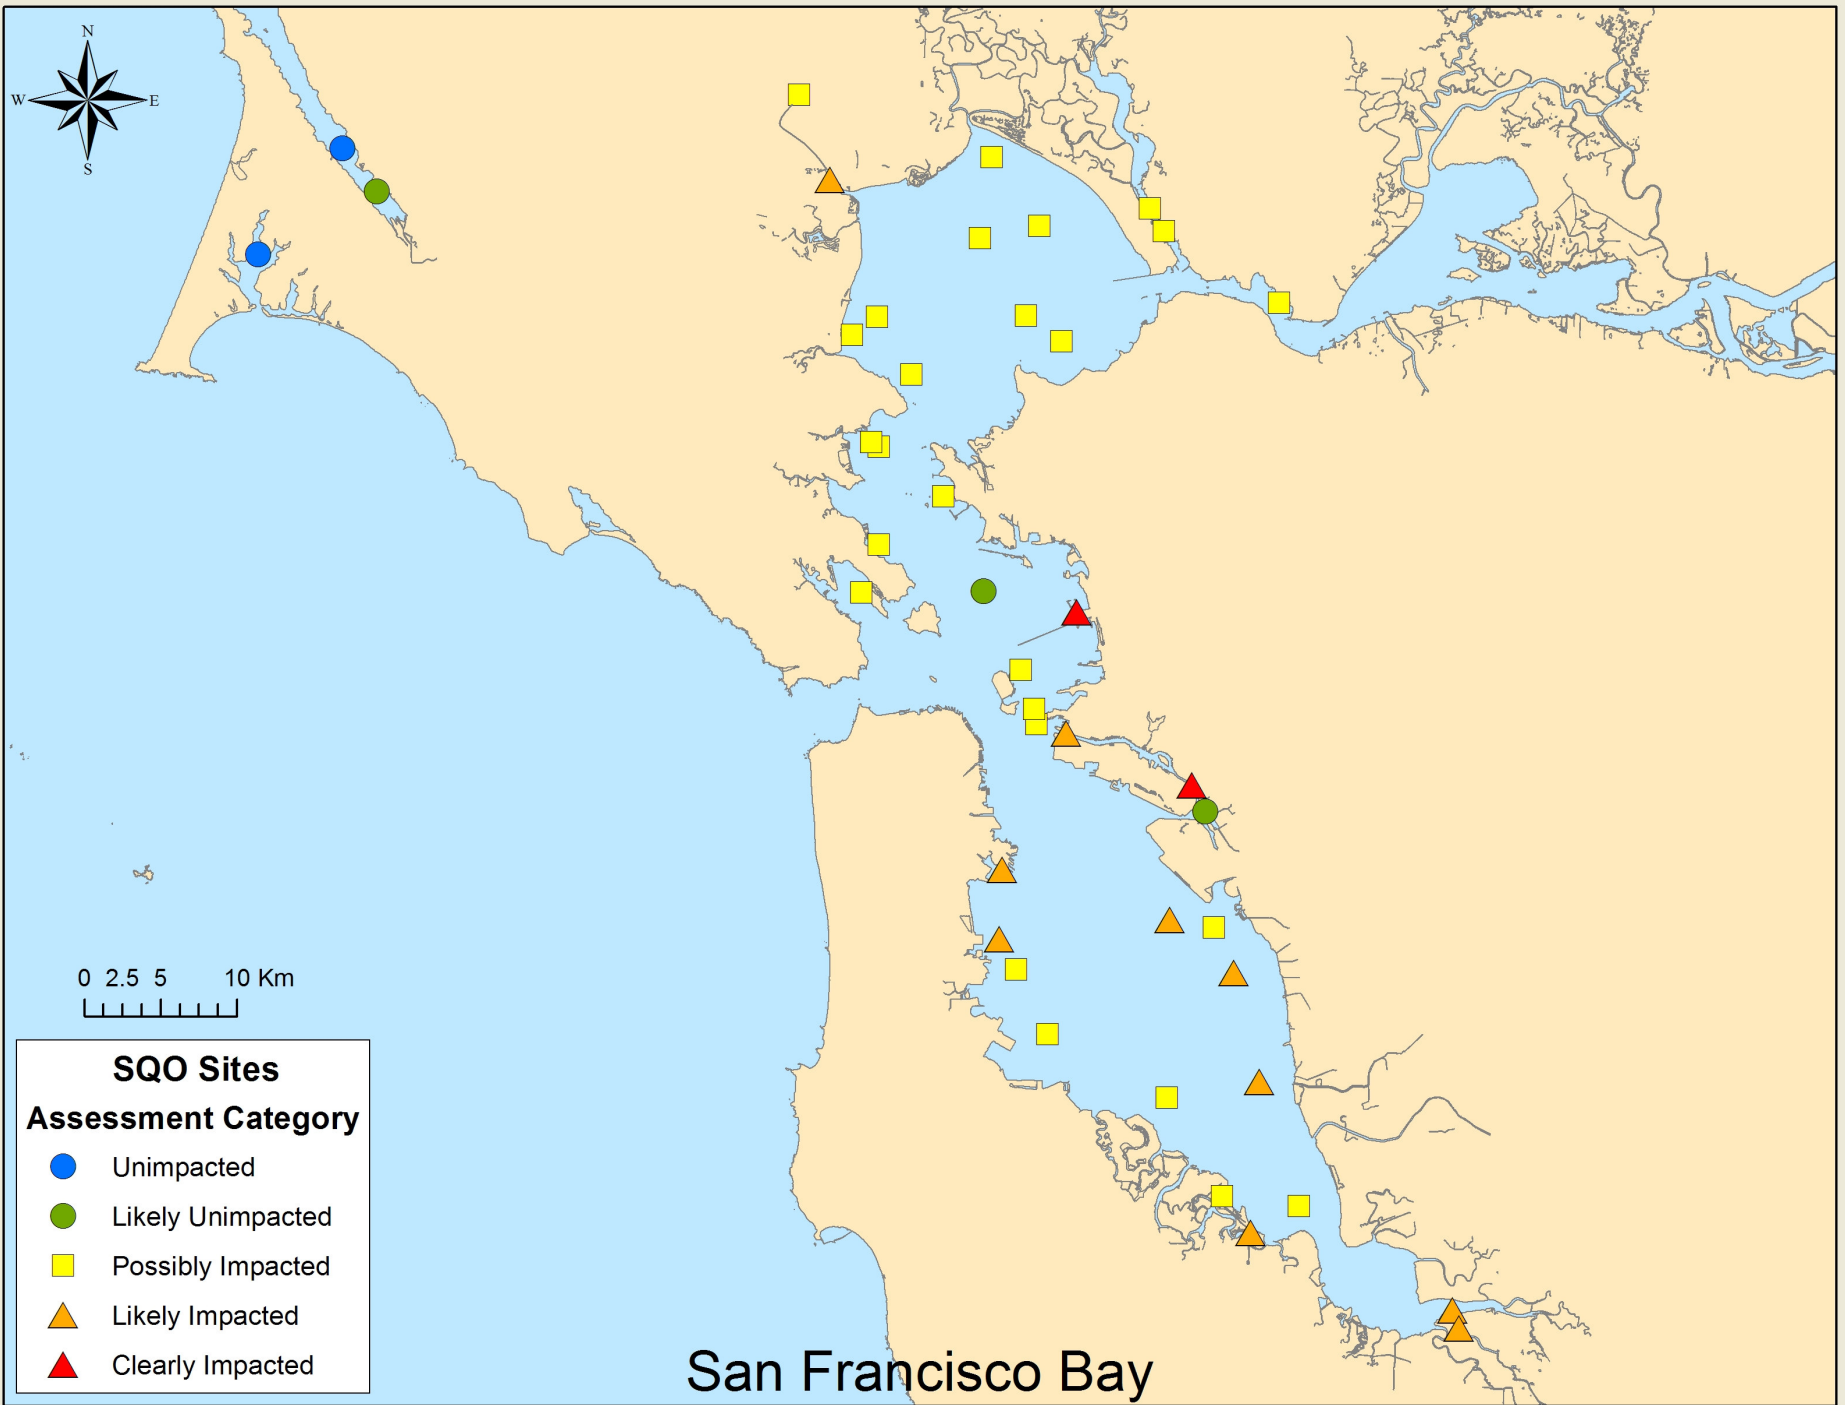 N
W E
S
0 2.5 5 10 Km
SQO Sites
Assessment Category
Unimpacted
Likely Unimpacted
Possibly Impacted
Likely Impacted
Clearly Impacted
San Francisco Bay